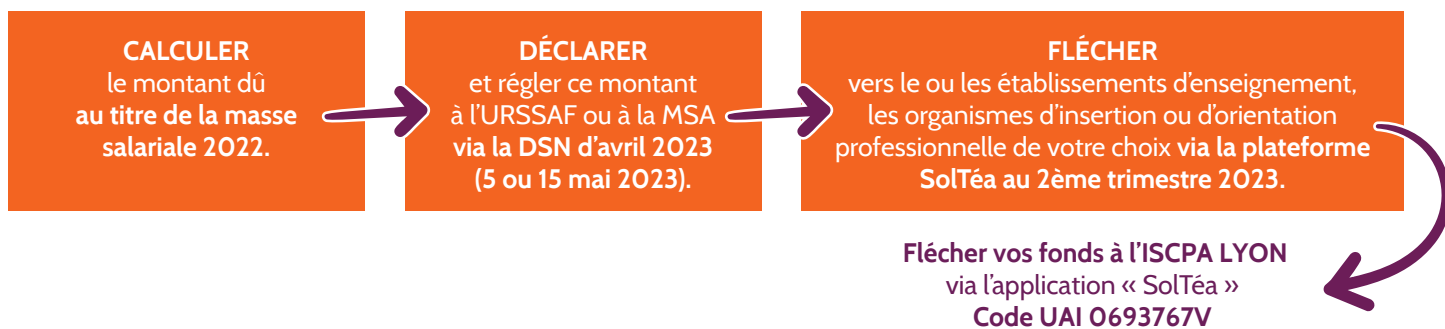 CALCULER
le montant dû
au titre de la masse
salariale 2022.
DÉCLARER
et régler ce montant
à l'URSSAF ou à la MSA
via la DSN d'avril 2023
(5 ou 15 mai 2023).
FLÉCHER
vers le ou les établissements d'enseignement,
les organismes d'insertion ou d'orientation
professionnelle de votre choix via la plateforme
SolTéa au 2ème trimestre 2023.
Flécher vos fonds à l'ISCPA LYON
via l'application « SolTéa »
Code UAI 0693767V